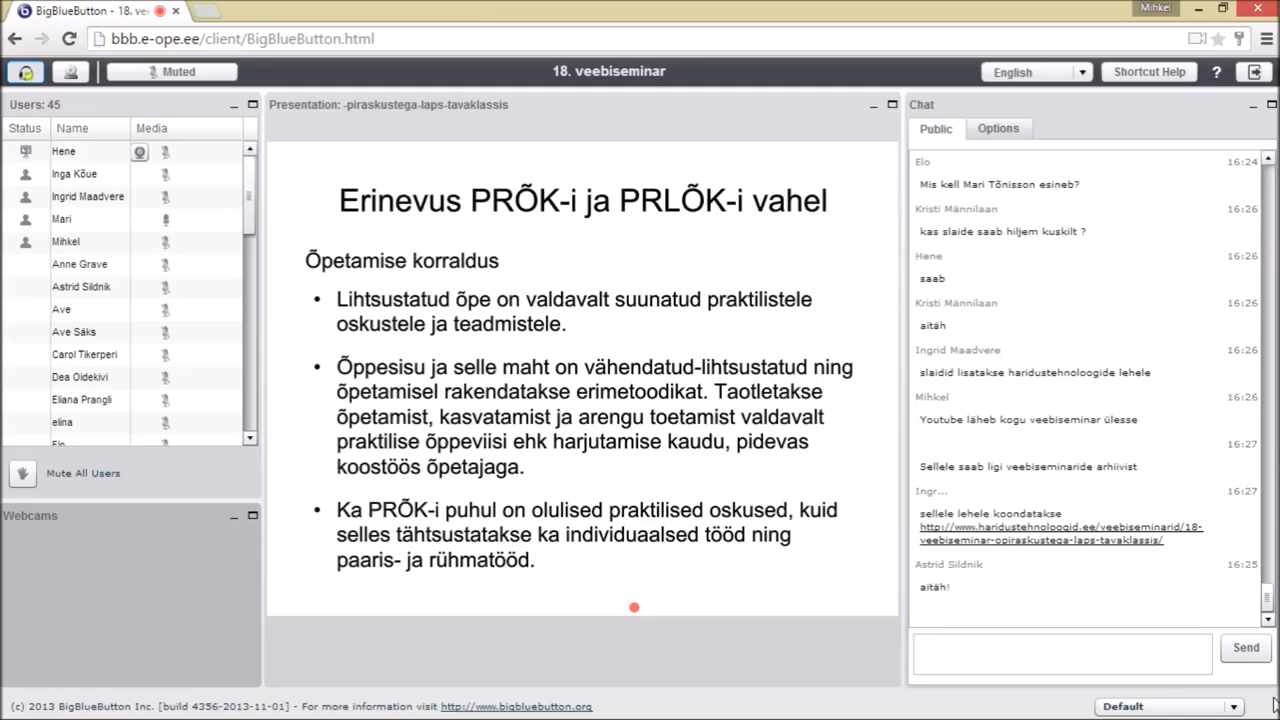 BigBlueButton - 18. ve
Mihkel
bbb.e-ope.ee/client/BigBlueButton.html
Muted
18. veebiseminar
English
Shortcut Help
?
Users: 45
Status Name Media
Hene
Inga Kõue
Ingrid Maadvere
Mari
Mihkel
Anne Grave
Astrid Sildnik
Ave
Ave Säks
Carol Tikerperi
Dea Oidekivi
Eliana Prangli
elina
Elo
Mute All Users
Webcams
Presentation: -piraskustega-laps-tavaklassis
Erinevus PRÕK-i ja PRLÕK-i vahel
Õpetamise korraldus
• Lihtsustatud õpe on valdavalt suunatud praktilistele
oskustele ja teadmistele.
• Õppesisu ja selle maht on vähendatud-lihtsustatud ning
õpetamisel rakendatakse erimetoodikat. Taotletakse
õpetamist, kasvatamist ja arengu toetamist valdavalt
praktilise õppeviisi ehk harjutamise kaudu, pidevas
koostöös õpetajaga.
• Ka PRÕK-i puhul on olulised praktilised oskused, kuid
selles tähtsustatakse ka individuaalsed tööd ning
paaris- ja rühmatööd.
Chat
Public Options
Elo 16:24
Mis kell Mari Tõnisson esineb?
Kristi Männilaan 16:26
kas slaide saab hiljem kuskilt ?
Hene 16:26
saab
Kristi Männilaan 16:26
aitäh
Ingrid Maadvere 16:26
slaidid lisatakse haridustehnoloogide lehele
Mihkel 16:26
Youtube läheb kogu veebiseminar ülesse
16:27
Sellele saab ligi veebiseminaride arhiivist
Ingr... 16:27
sellele lehele koondatakse
http://www.haridustehnoloogid.ee/veebiseminarid/18-
veebiseminar-opiraskustega-laps-tavaklassis/
Astrid Sildnik 16:25
aitäh!
Send
(c) 2013 BigBlueButton Inc. [build 4356-2013-11-01] - For more information visit http://www.bigbluebutton.org
Default